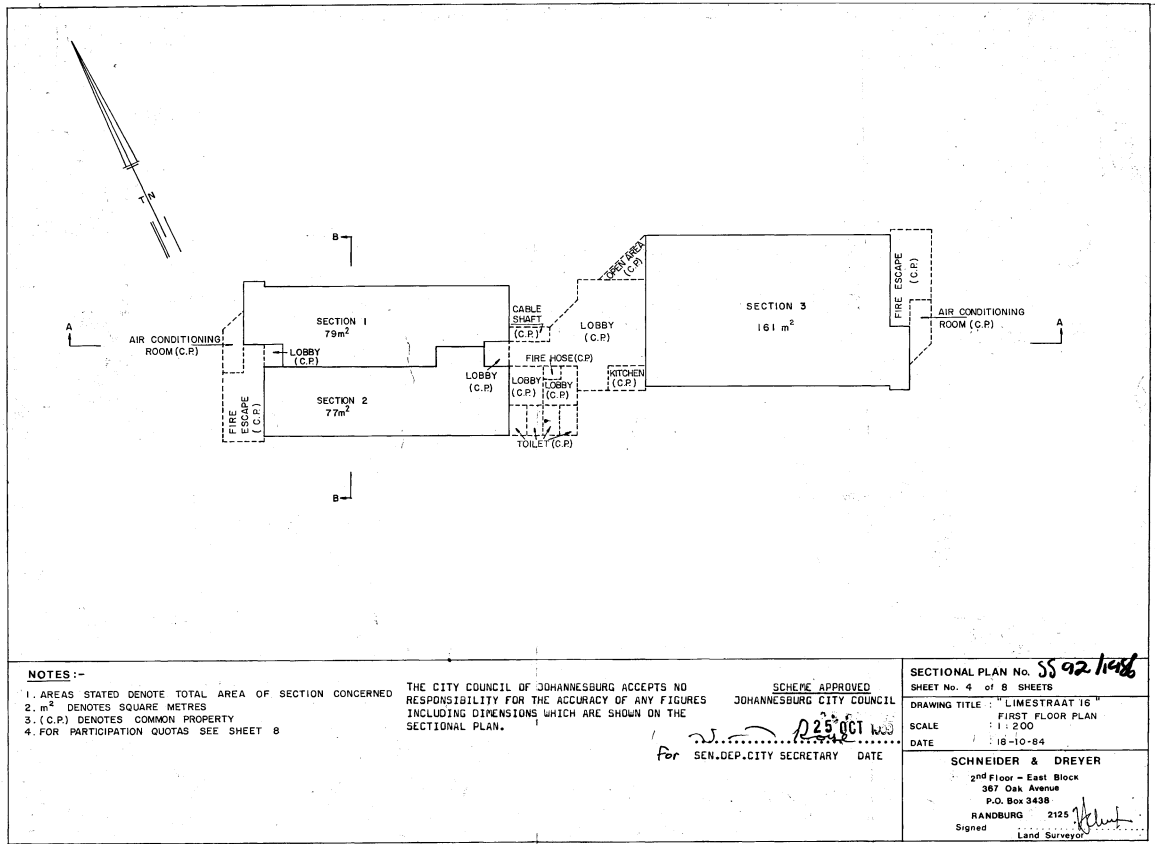 T N
B
OPEN AREA
(C.P.)
FIRE ESCAPE
(C.P.)
CABLE
SHAFT
(C.P.)
SECTION 3
161 m²
AIR CONDITIONING
ROOM (C.P.)
A
A
SECTION 1
79m²
LOBBY
(C.P.)
AIR CONDITIONING
ROOM (C.P.)
LOBBY
(C.P.)
FIRE HOSE (C.P.)
LOBBY
(C.P.)
LOBBY
(C.P.)
LOBBY
(C.P.)
KITCHEN
(C.P.)
SECTION 2
77m²
FIRE
ESCAPE
(C.P.)
TOILET (C.P.)
B
NOTES:-
1. AREAS STATED DENOTE TOTAL AREA OF SECTION CONCERNED
2. m² DENOTES SQUARE METRES
3. (C.P.) DENOTES COMMON PROPERTY
4. FOR PARTICIPATION QUOTAS SEE SHEET 8
THE CITY COUNCIL OF JOHANNESBURG ACCEPTS NO
RESPONSIBILITY FOR THE ACCURACY OF ANY FIGURES
INCLUDING DIMENSIONS WHICH ARE SHOWN ON THE
SECTIONAL PLAN.
SCHEME APPROVED
JOHANNESBURG CITY COUNCIL
25 OCT
for SEN.DEP.CITY SECRETARY DATE
SECTIONAL PLAN No. SS 92/1986
SHEET No. 4 of 8 SHEETS
DRAWING TITLE : "LIMESTRAAT 16"
FIRST FLOOR PLAN
SCALE : 1 : 200
DATE : 18-10-84
SCHNEIDER & DREYER
2nd Floor – East Block
367 Oak Avenue
P.O. Box 3438
RANDBURG 2125
Signed
Land Surveyor